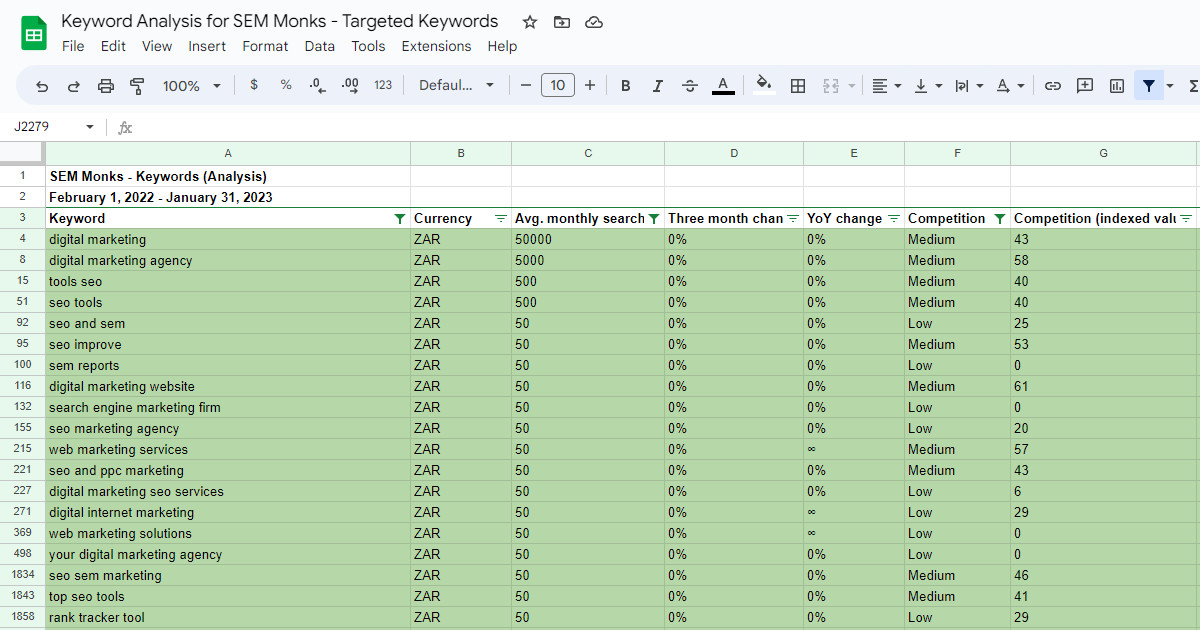 Keyword Analysis for SEM Monks - Targeted Keywords
File Edit View Insert Format Data Tools Extensions Help
100% $ % .0 .00 123 Defaul... − 10 + B I S A A Σ
J2279 fx
A B C D E F G
1 SEM Monks - Keywords (Analysis)
2 February 1, 2022 - January 31, 2023
3 Keyword Currency Avg. monthly search Three month chan YoY change Competition Competition (indexed valu
4 digital marketing ZAR 50000 0% 0% Medium 43
8 digital marketing agency ZAR 5000 0% 0% Medium 58
15 tools seo ZAR 500 0% 0% Medium 40
51 seo tools ZAR 500 0% 0% Medium 40
92 seo and sem ZAR 50 0% 0% Low 25
95 seo improve ZAR 50 0% 0% Medium 53
100 sem reports ZAR 50 0% 0% Low 0
116 digital marketing website ZAR 50 0% 0% Medium 61
132 search engine marketing firm ZAR 50 0% 0% Low 0
155 seo marketing agency ZAR 50 0% 0% Low 20
215 web marketing services ZAR 50 0% ∞ Medium 57
221 seo and ppc marketing ZAR 50 0% 0% Medium 43
227 digital marketing seo services ZAR 50 0% 0% Low 6
271 digital internet marketing ZAR 50 0% ∞ Low 29
369 web marketing solutions ZAR 50 0% ∞ Low 0
498 your digital marketing agency ZAR 50 0% 0% Low 0
1834 seo sem marketing ZAR 50 0% 0% Medium 46
1843 top seo tools ZAR 50 0% 0% Medium 41
1858 rank tracker tool ZAR 50 0% 0% Low 29